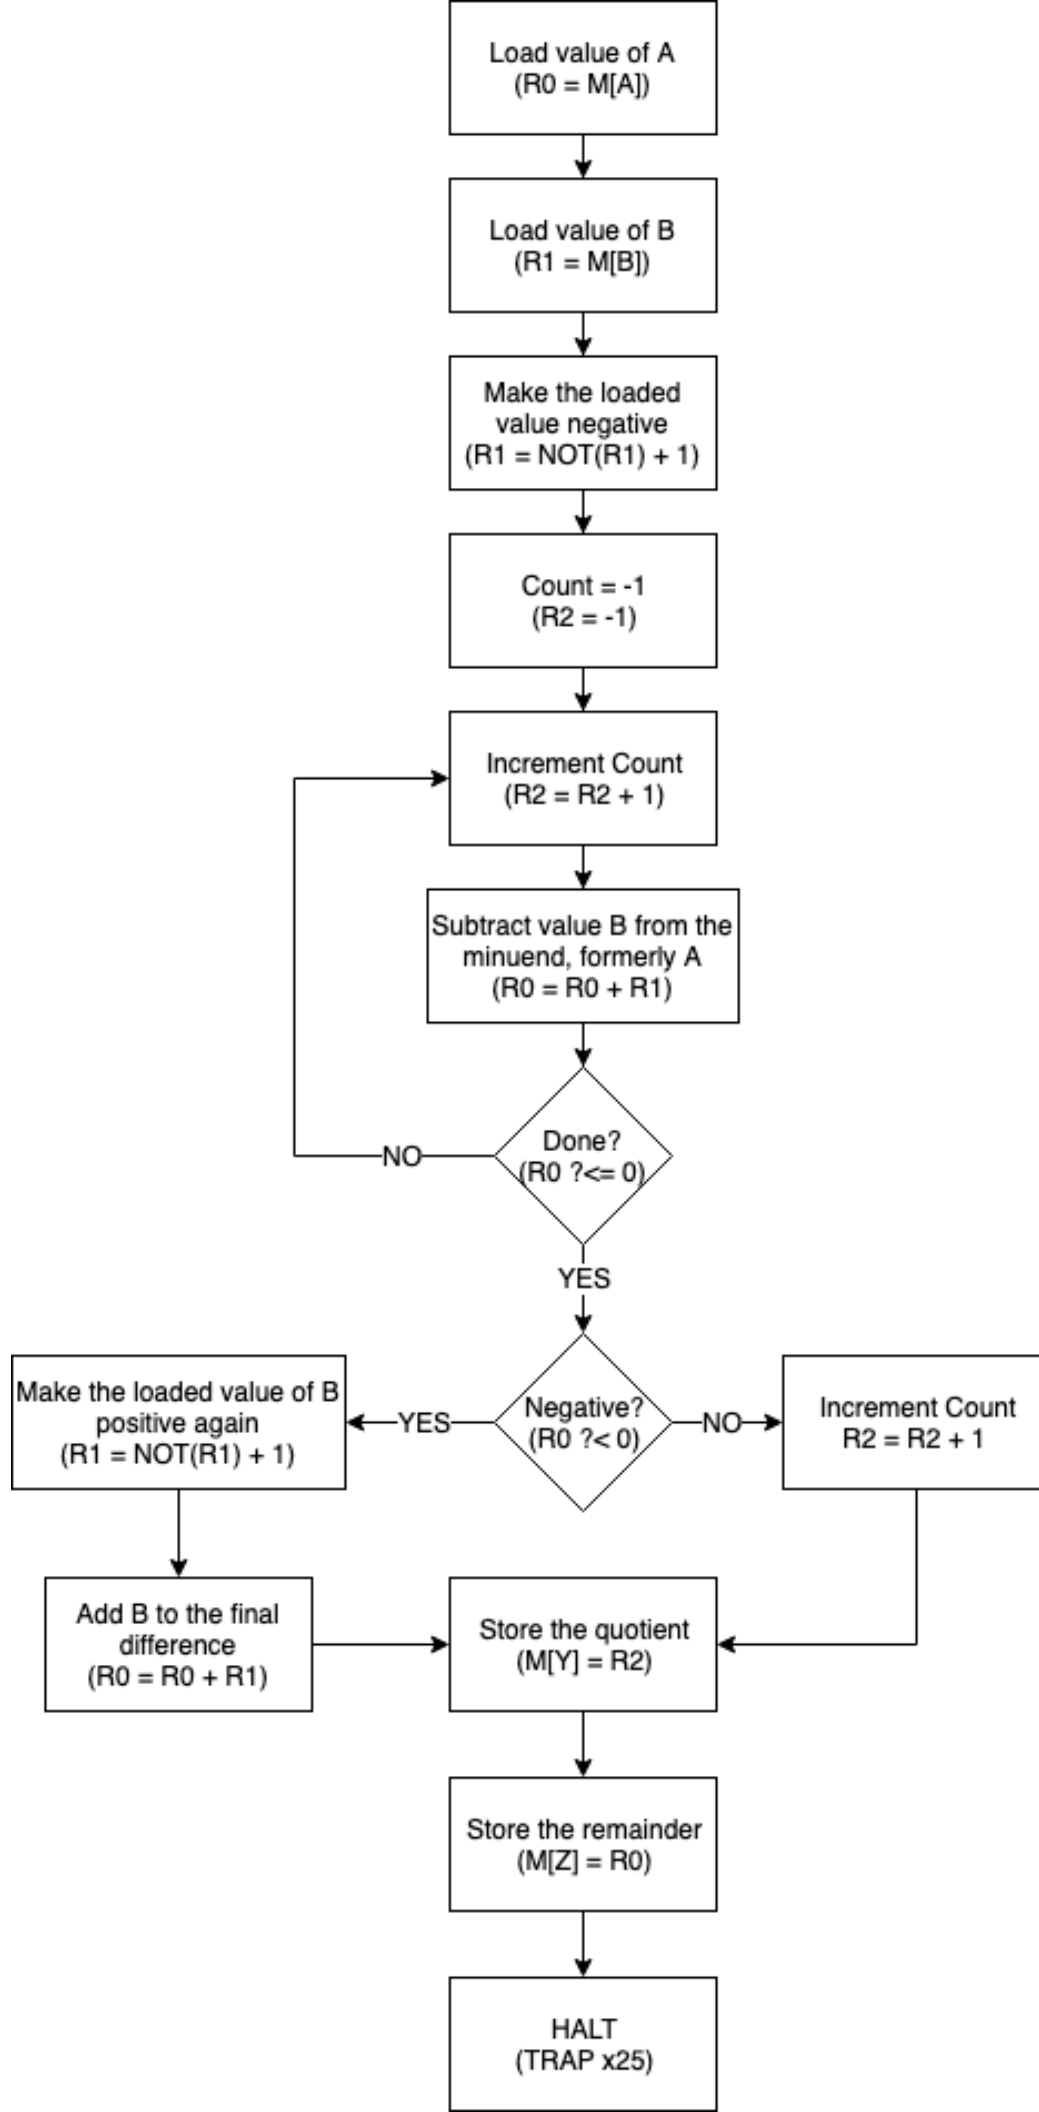 Load value of A
(R0 = M[A])
Load value of B
(R1 = M[B])
Make the loaded
value negative
(R1 = NOT(R1) + 1)
Count = -1
(R2 = -1)
Increment Count
(R2 = R2 + 1)
Subtract value B from the
minuend, formerly A
(R0 = R0 + R1)
Done?
(R0 ?<= 0)
NO
YES
Negative?
(R0 ?< 0)
YES
NO
Make the loaded value of B
positive again
(R1 = NOT(R1) + 1)
Increment Count
R2 = R2 + 1
Add B to the final
difference
(R0 = R0 + R1)
Store the quotient
(M[Y] = R2)
Store the remainder
(M[Z] = R0)
HALT
(TRAP x25)